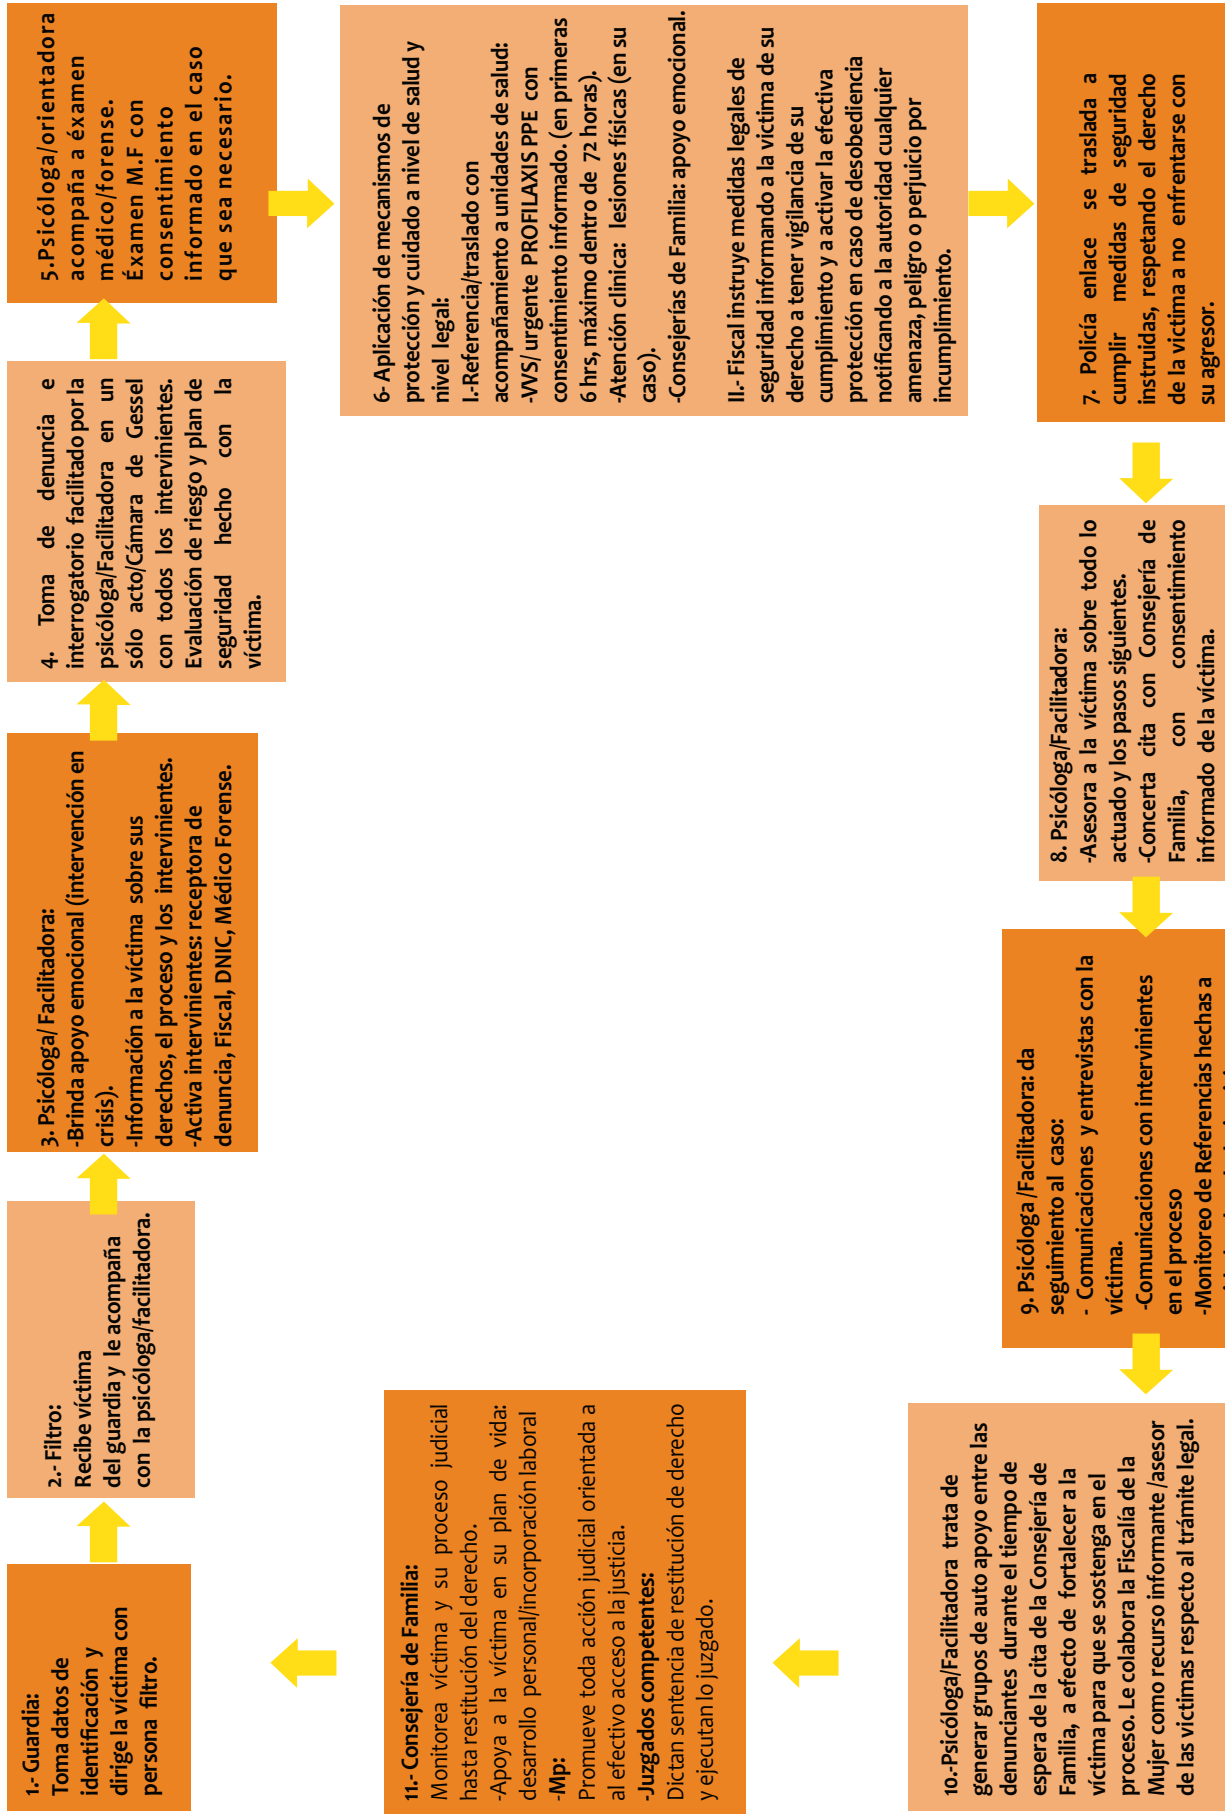 1.- Guardia:
Toma datos de
identificación y
dirige la víctima con
persona filtro.
2.- Filtro:
Recibe víctima
del guardia y le acompaña
con la psicóloga/facilitadora.
3. Psicóloga/ Facilitadora:
-Brinda apoyo emocional (intervención en
crisis).
-Información a la víctima sobre sus
derechos, el proceso y los intervinientes.
-Activa intervinientes: receptora de
denuncia, Fiscal, DNIC, Médico Forense.
4. Toma de denuncia e
interrogatorio facilitado por la
psicóloga/Facilitadora en un
sólo acto/Cámara de Gessel
con todos los intervinientes.
Evaluación de riesgo y plan de
seguridad hecho con la
víctima.
5.Psicóloga/orientadora
acompaña a éxamen
médico/forense.
Éxamen M.F con
consentimiento
informado en el caso
que sea necesario.
6- Aplicación de mecanismos de
protección y cuidado a nivel de salud y
nivel legal:
I.-Referencia/traslado con
acompañamiento a unidades de salud:
-VVS/ urgente PROFILAXIS PPE con
consentimiento informado. (en primeras
6 hrs, máximo dentro de 72 horas).
-Atención clinica: lesiones físicas (en su
caso).
-Consejerías de Familia: apoyo emocional.
II.- Fiscal instruye medidas legales de
seguridad informando a la victima de su
derecho a tener vigilancia de su
cumplimiento y a activar la efectiva
protección en caso de desobediencia
notificando a la autoridad cualquier
amenaza, peligro o perjuicio por
incumplimiento.
7. Policía enlace se traslada a
cumplir medidas de seguridad
instruidas, respetando el derecho
de la victima a no enfrentarse con
su agresor.
8. Psicóloga/Facilitadora:
-Asesora a la víctima sobre todo lo
actuado y los pasos siguientes.
-Concerta cita con Consejería de
Familia, con consentimiento
informado de la víctima.
9. Psicóloga /Facilitadora: da
seguimiento al caso:
- Comunicaciones y entrevistas con la
víctima.
-Comunicaciones con intervinientes
en el proceso
-Monitoreo de Referencias hechas a
10.-Psicóloga/Facilitadora trata de
generar grupos de auto apoyo entre las
denunciantes durante el tiempo de
espera de la cita de la Consejería de
Familia, a efecto de fortalecer a la
víctima para que se sostenga en el
proceso. Le colabora la Fiscalía de la
Mujer como recurso informante /asesor
de las victimas respecto al trámite legal.
11.- Consejería de Familia:
Monitorea víctima y su proceso judicial
hasta restitución del derecho.
-Apoya a la víctima en su plan de vida:
desarrollo personal/incorporación laboral
-Mp:
Promueve toda acción judicial orientada a
al efectivo acceso a la justicia.
-Juzgados competentes:
Dictan sentencia de restitución de derecho
y ejecutan lo juzgado.